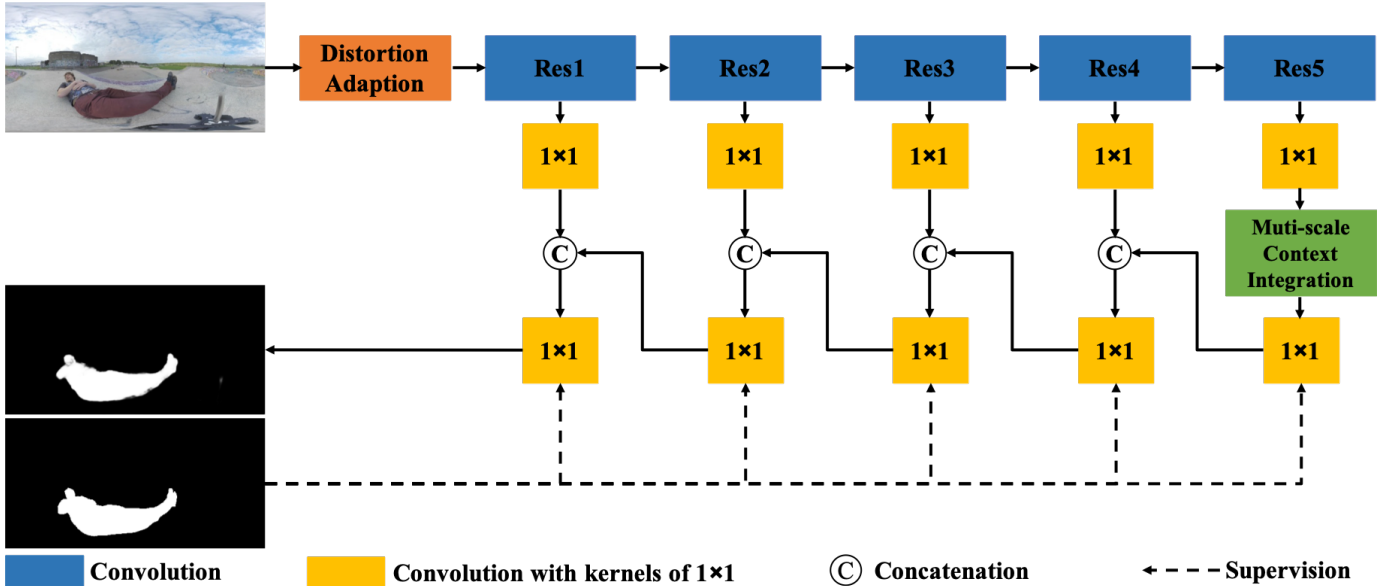 Distortion
Adaption
Res1
Res2
Res3
Res4
Res5
1×1
1×1
1×1
1×1
1×1
Muti-scale
Context
Integration
C
C
C
C
1×1
1×1
1×1
1×1
1×1
Convolution
Convolution with kernels of 1×1
C Concatenation
Supervision